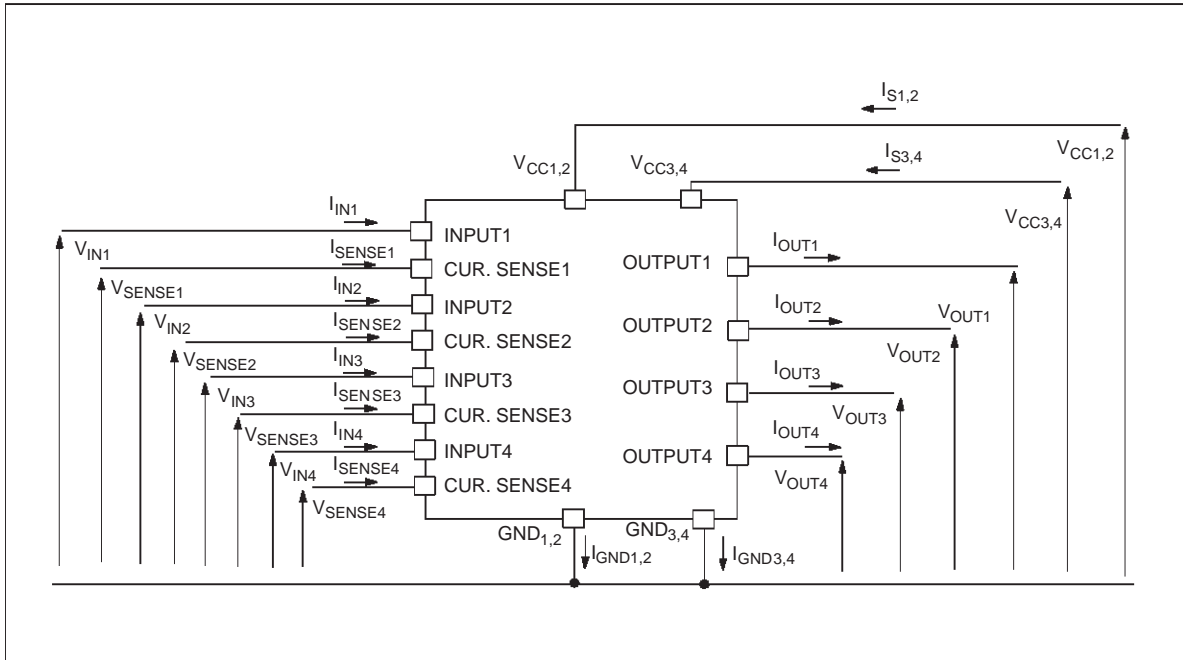 I_S1,2
V_CC1,2
I_S3,4
V_CC1,2
V_CC3,4
V_CC3,4
I_IN1
INPUT1
V_IN1
I_SENSE1
CUR. SENSE1
V_SENSE1
I_IN2
INPUT2
V_IN2
I_SENSE2
CUR. SENSE2
V_SENSE2
I_IN3
INPUT3
V_IN3
I_SENSE3
CUR. SENSE3
V_SENSE3
I_IN4
INPUT4
V_IN4
I_SENSE4
CUR. SENSE4
V_SENSE4
OUTPUT1
I_OUT1
V_OUT1
OUTPUT2
I_OUT2
V_OUT2
OUTPUT3
I_OUT3
V_OUT3
OUTPUT4
I_OUT4
V_OUT4
GND_1,2
GND_3,4
I_GND1,2
I_GND3,4